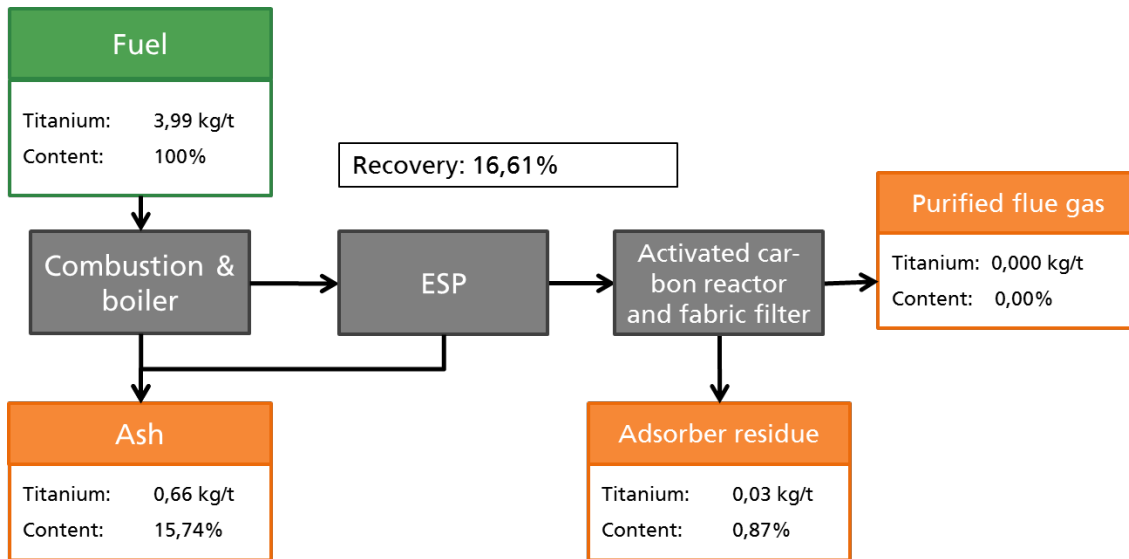 Fuel
Titanium: 3,99 kg/t
Content: 100%
Recovery: 16,61%
Purified flue gas
Titanium: 0,000 kg/t
Content: 0,00%
Combustion &
boiler
ESP
Activated car-
bon reactor
and fabric filter
Ash
Titanium: 0,66 kg/t
Content: 15,74%
Adsorber residue
Titanium: 0,03 kg/t
Content: 0,87%